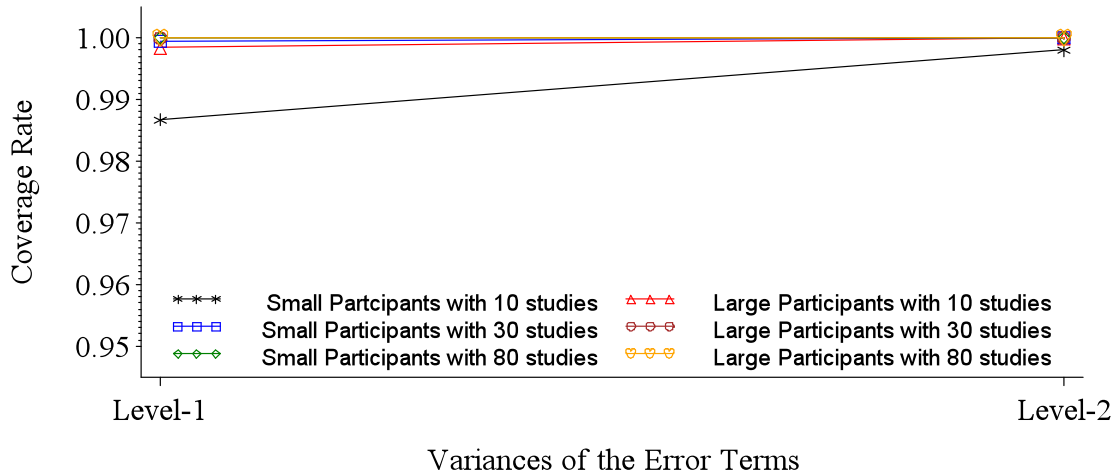 Coverage Rate
1.00
0.99
0.98
0.97
0.96
0.95
Small Partcipants with 10 studies
Large Participants with 10 studies
Small Participants with 30 studies
Large Participants with 30 studies
Small Participants with 80 studies
Large Participants with 80 studies
Level-1
Level-2
Variances of the Error Terms